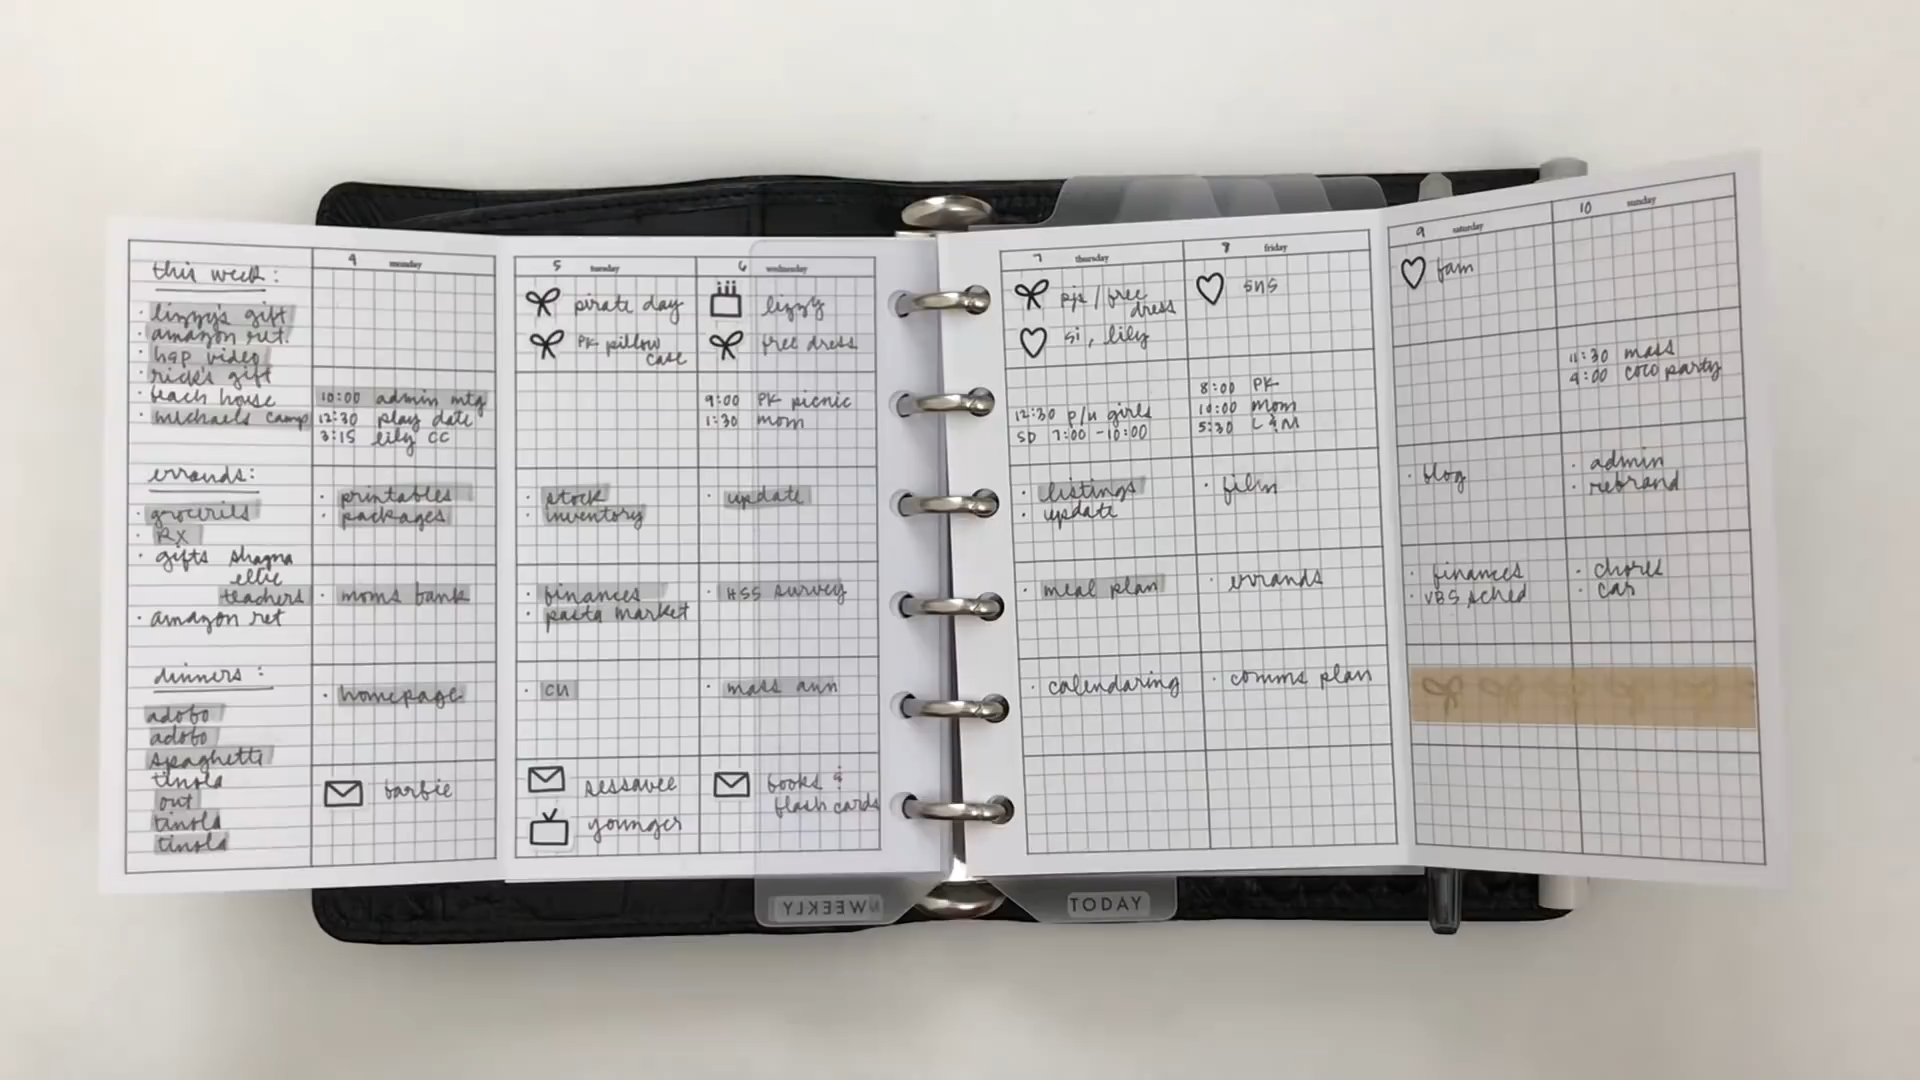 this week:
· lizzy's gift
· amazon ret.
· hap video
· rick's gift
· beach house
· michaels camp
errands:
· groceries
· RX
· gifts shayna
ellie
teachers
· amazon ret
dinners:
adobo
adobo
spaghetti
tinola
out
tinola
tinola
4 monday
10:00 admin mtg
12:30 play date
3:15 lily CC
· printables
· packages
· moms bank
· homepage
barbie
5 tuesday
pirate day
PK pillow
case
· stock
· inventory
· finances
· pasta market
· CU
sessavee
younger
6 wednesday
lizzy
free dress
9:00 PK picnic
1:30 mom
· update
· HSS survey
· mass ann
books &
flash cards
7 thursday
pjs / free
dress
si, lily
12:30 p/u girls
SD 7:00 - 10:00
· listings
· update
· meal plan
· calendaring
8 friday
SNS
8:00 PK
10:00 mom
5:30 L & M
· film
· errands
· comms plan
9 saturday
fam
· blog
· finances
· VBS sched
10 sunday
11:30 mass
4:00 coco party
· admin
· rebrand
· chores
· car
WEEKLY
TODAY